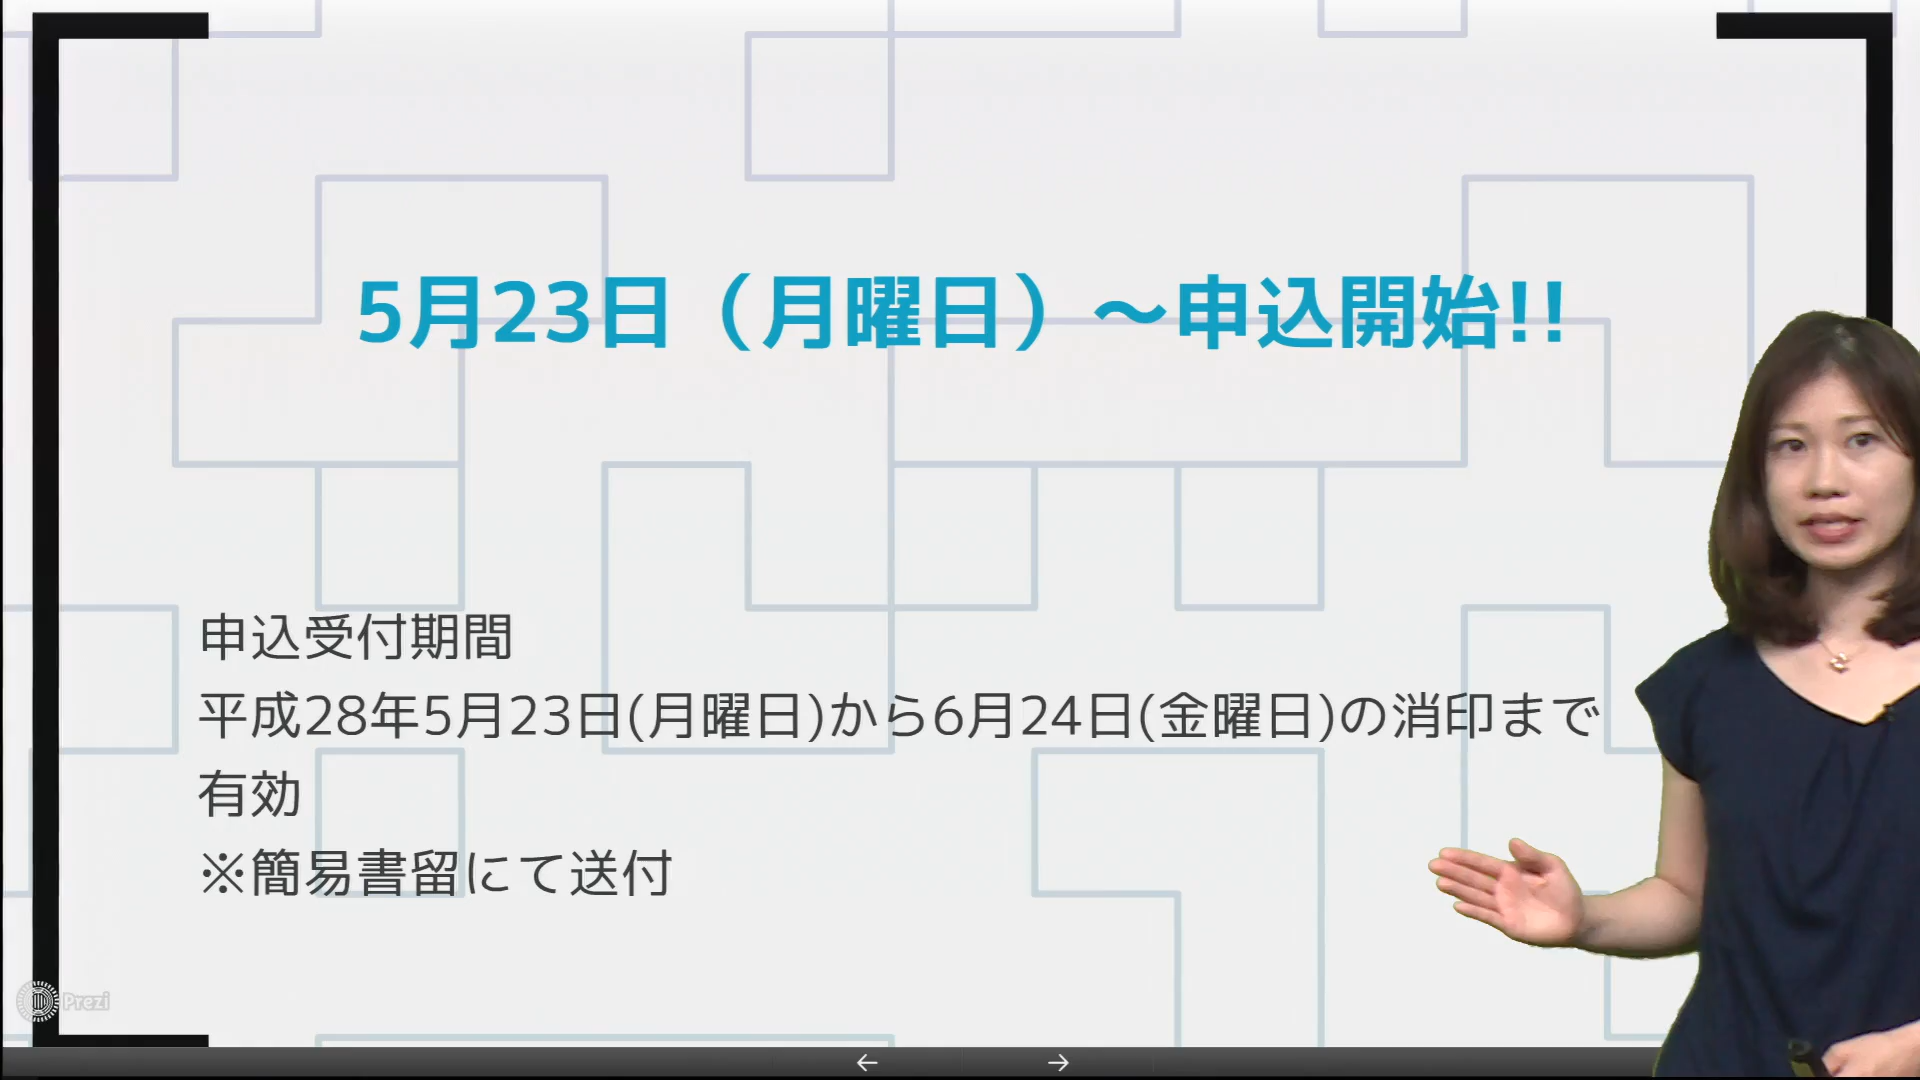 5月23日（月曜日）～申込開始!!
申込受付期間
平成28年5月23日(月曜日)から6月24日(金曜日)の消印まで
有効
※簡易書留にて送付
Prezi